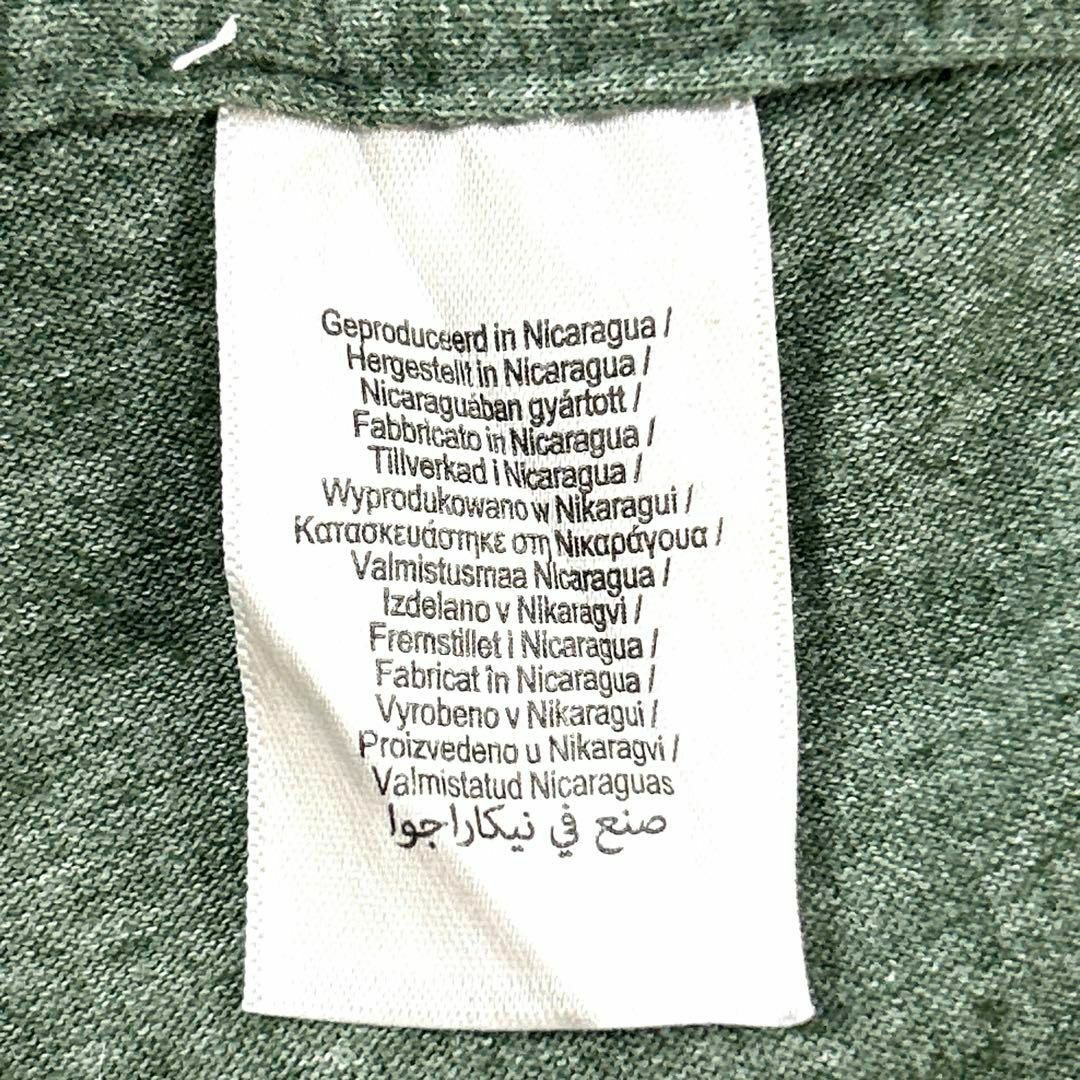 Geproduceerd in Nicaragua /
Hergestellt in Nicaragua /
Nicaraguában gyártott /
Fabbricato in Nicaragua /
Tillverkad i Nicaragua /
Wyprodukowano w Nikaragui /
Κατασκευάστηκε στη Νικαράγουα /
Valmistusmaa Nicaragua /
Izdelano v Nikaragvi /
Fremstillet i Nicaragua /
Fabricat în Nicaragua /
Vyrobeno v Nikaragui /
Proizvedeno u Nikaragvi /
Valmistatud Nicaraguas
صنع في نيكاراجوا